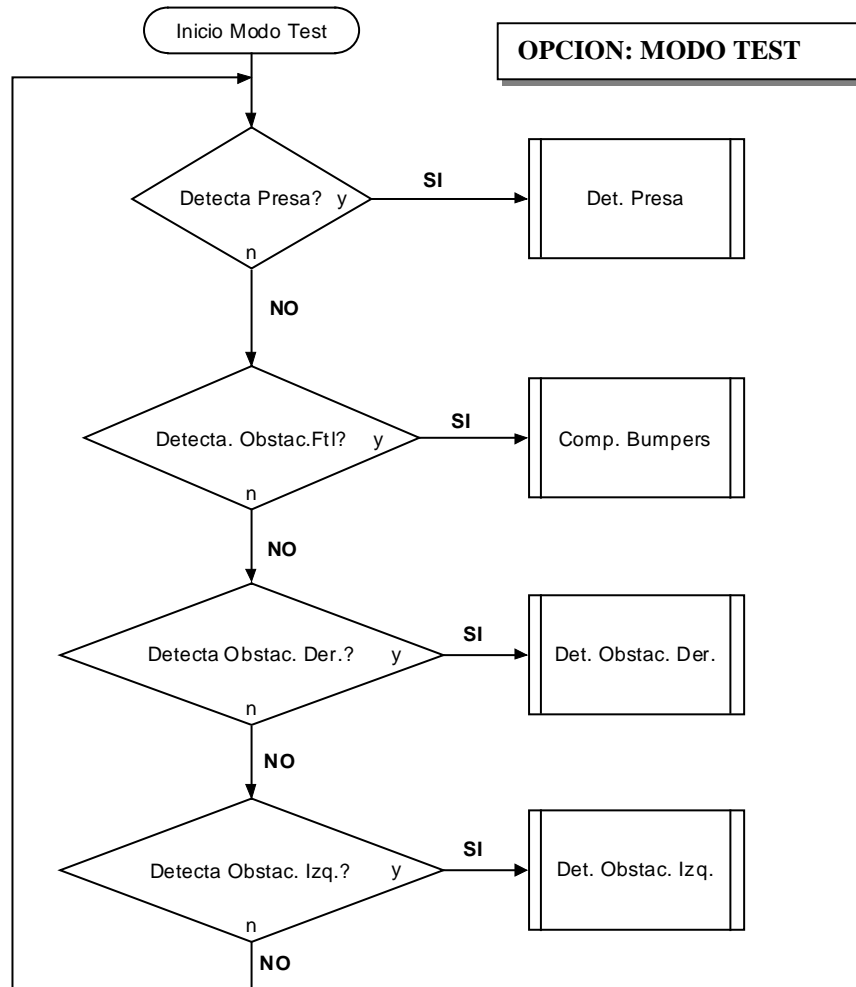 Inicio Modo Test
OPCION: MODO TEST
Detecta Presa? y
SI
Det. Presa
n
NO
Detecta. Obstac.Ftl? y
SI
Comp. Bumpers
n
NO
Detecta Obstac. Der.? y
SI
Det. Obstac. Der.
n
NO
Detecta Obstac. Izq.? y
SI
Det. Obstac. Izq.
n
NO